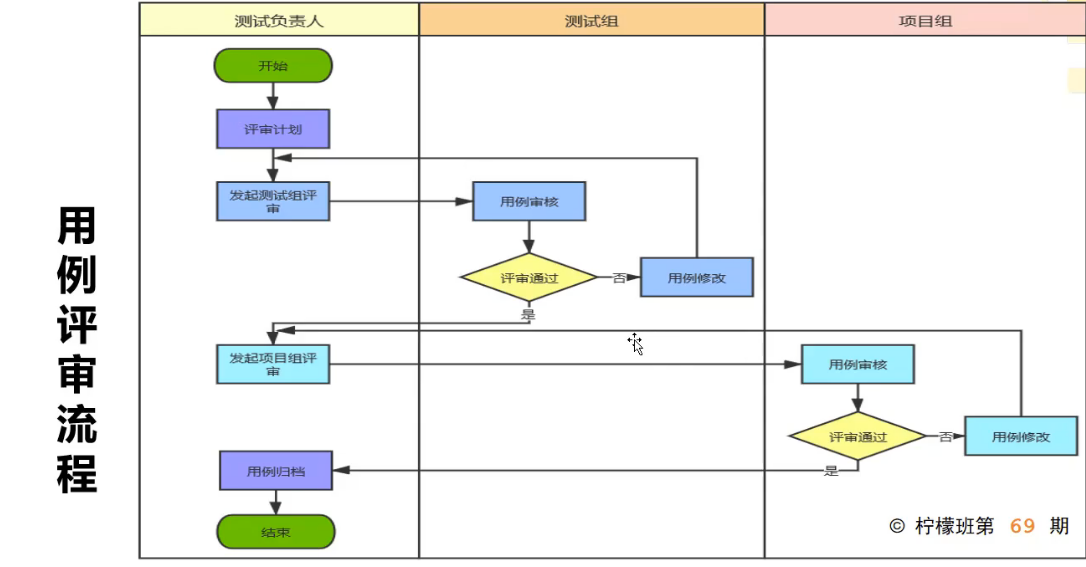 用例评审流程
测试负责人
测试组
项目组
开始
评审计划
发起测试组评
审
用例审核
评审通过
否
用例修改
是
发起项目组评
审
用例审核
评审通过
否
用例修改
是
用例归档
结束
© 柠檬班第 69 期